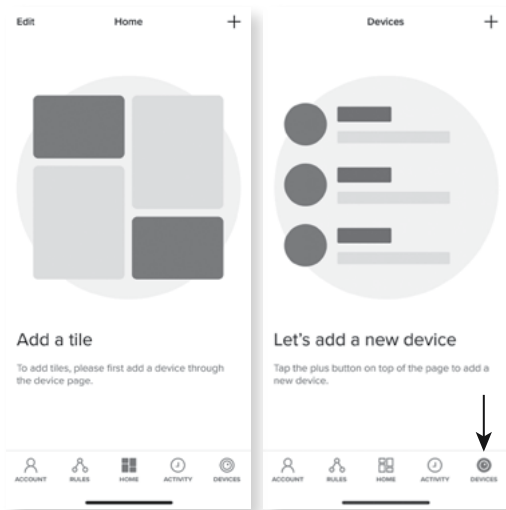 Edit Home +
Add a tile
To add tiles, please first add a device through
the device page.
ACCOUNT RULES HOME ACTIVITY DEVICES
Devices +
Let's add a new device
Tap the plus button on top of the page to add a
new device.
ACCOUNT RULES HOME ACTIVITY DEVICES